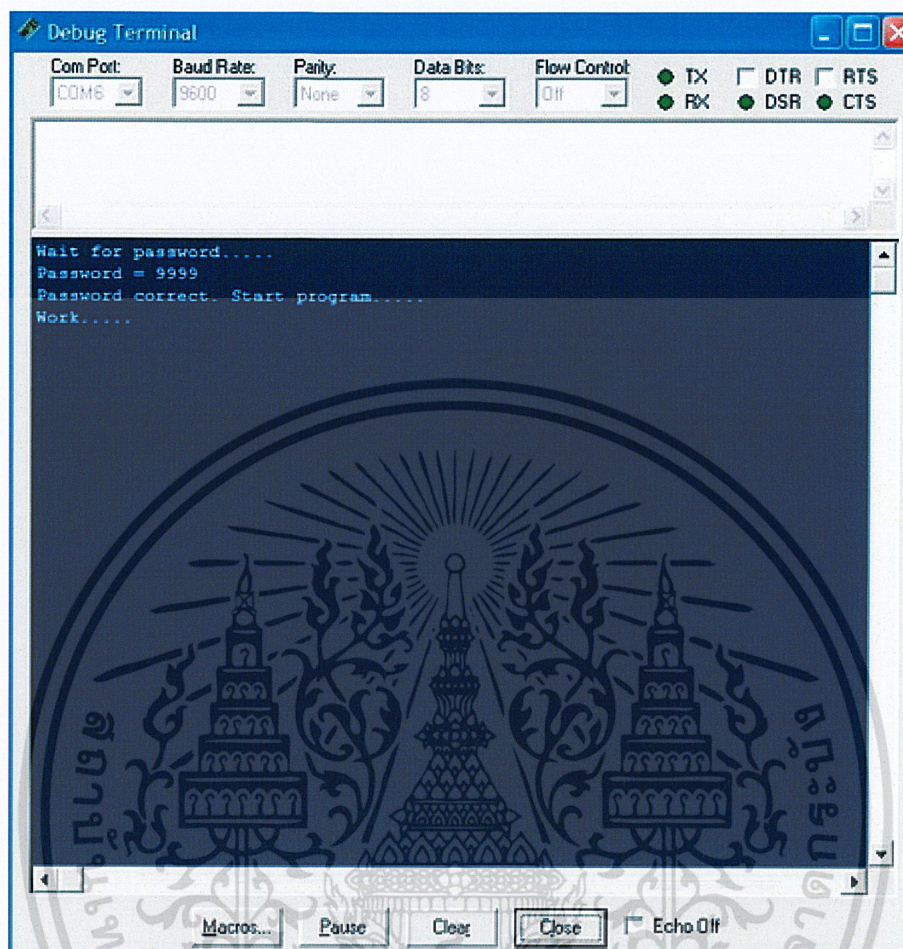 Debug Terminal
Com Port: Baud Rate: Parity: Data Bits: Flow Control: TX DTR RTS
COM6 9600 None 8 Off RX DSR CTS
Wait for password.....
Password = 9999
Password correct. Start program.....
Work.....
Macros... Pause Clear Close Echo Off